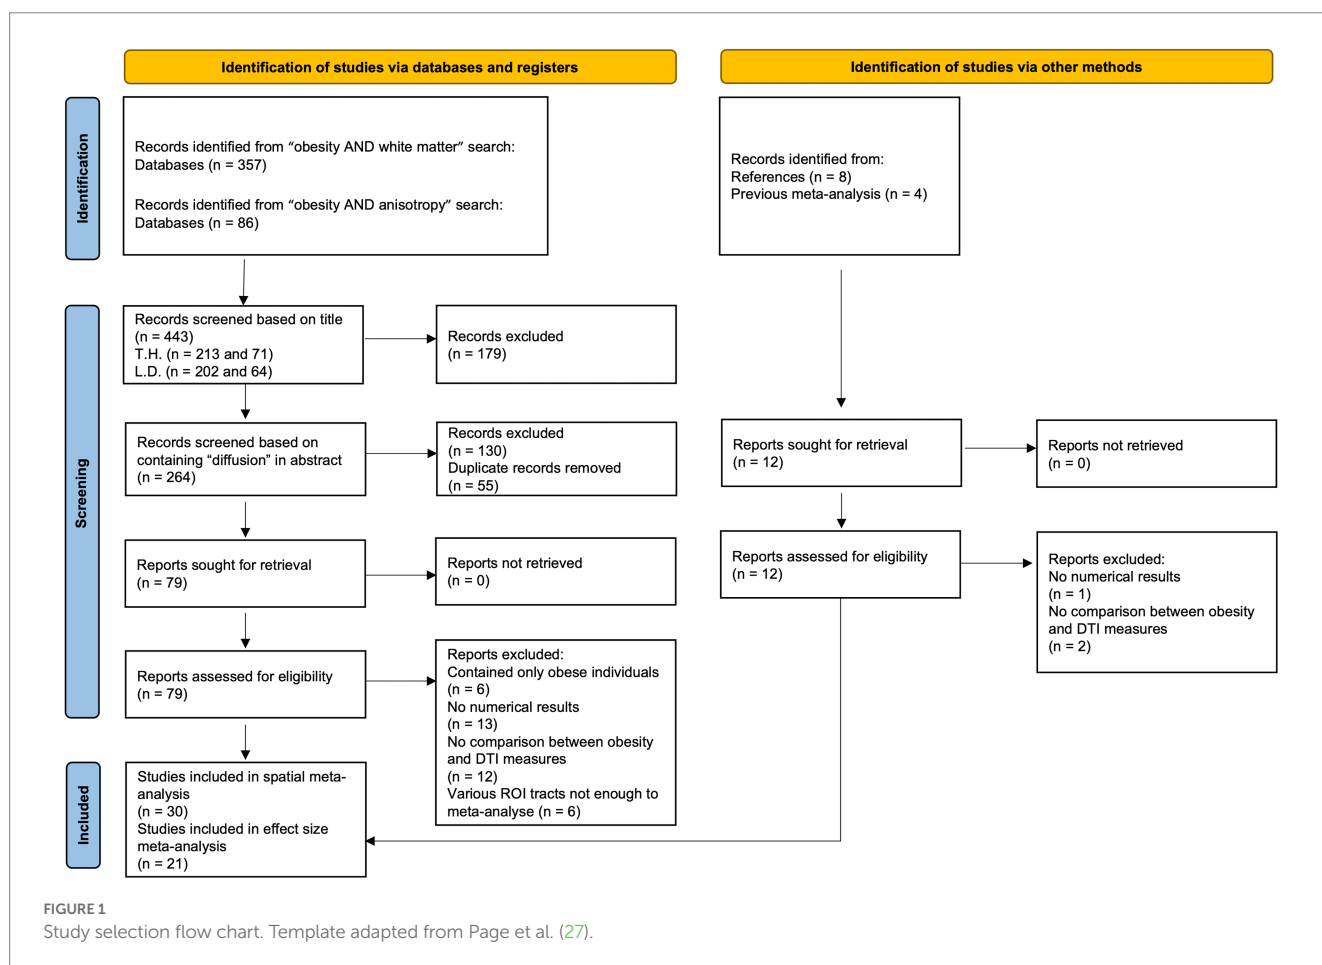 Identification of studies via databases and registers
Identification of studies via other methods
Identification
Records identified from “obesity AND white matter” search:
Databases (n = 357)
Records identified from “obesity AND anisotropy” search:
Databases (n = 86)
Records identified from:
References (n = 8)
Previous meta-analysis (n = 4)
Screening
Records screened based on title
(n = 443)
T.H. (n = 213 and 71)
L.D. (n = 202 and 64)
Records excluded
(n = 179)
Records screened based on
containing “diffusion” in abstract
(n = 264)
Records excluded
(n = 130)
Duplicate records removed
(n = 55)
Reports sought for retrieval
(n = 12)
Reports not retrieved
(n = 0)
Reports sought for retrieval
(n = 79)
Reports not retrieved
(n = 0)
Reports assessed for eligibility
(n = 12)
Reports excluded:
No numerical results
(n = 1)
No comparison between obesity
and DTI measures
(n = 2)
Reports assessed for eligibility
(n = 79)
Reports excluded:
Contained only obese individuals
(n = 6)
No numerical results
(n = 13)
No comparison between obesity
and DTI measures
(n = 12)
Various ROI tracts not enough to
meta-analyse (n = 6)
Included
Studies included in spatial meta-
analysis
(n = 30)
Studies included in effect size
meta-analysis
(n = 21)
FIGURE 1
Study selection flow chart. Template adapted from Page et al. (27).